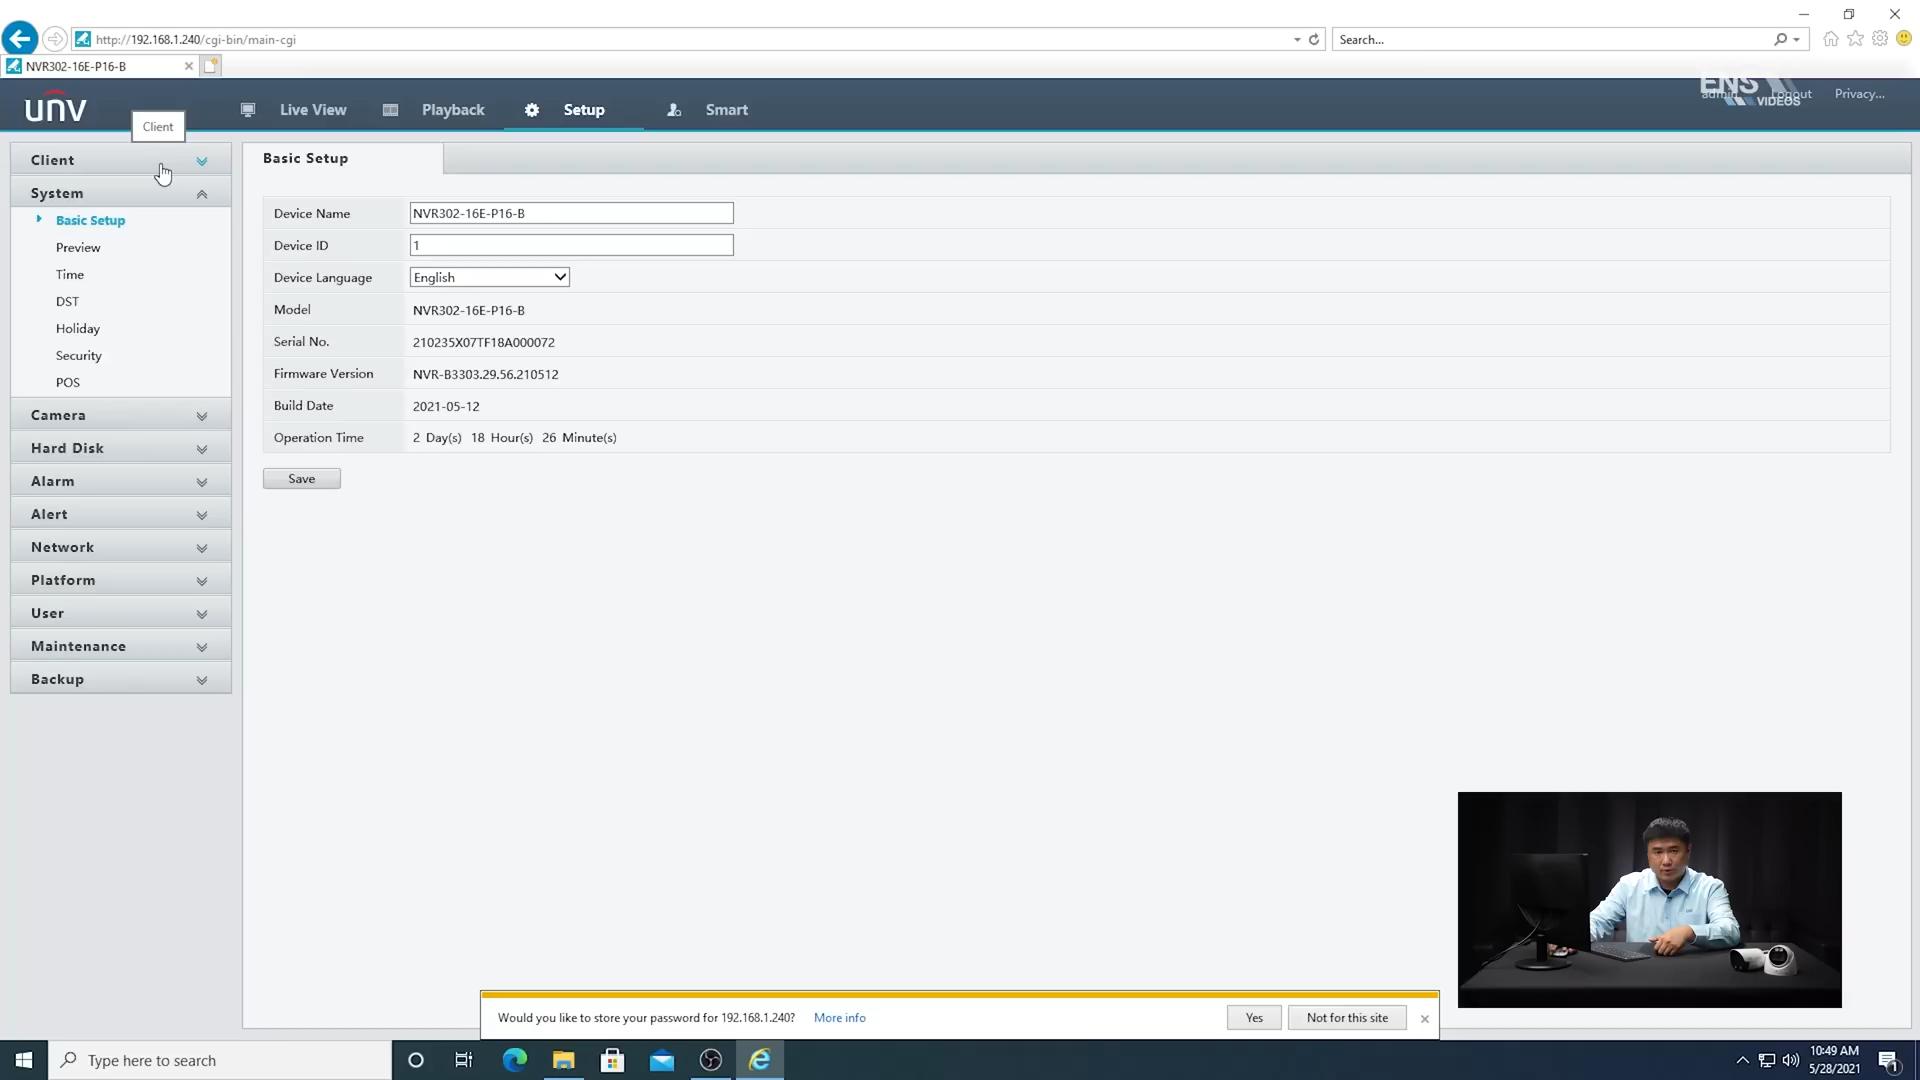 http://192.168.1.240/cgi-bin/main-cgi
Search...
NVR302-16E-P16-B
unv
Live View
Playback
Setup
Smart
admin
Logout
Privacy...
ENS
VIDEOS
Client
Client
System
Basic Setup
Preview
Time
DST
Holiday
Security
POS
Camera
Hard Disk
Alarm
Alert
Network
Platform
User
Maintenance
Backup
Basic Setup
Device Name NVR302-16E-P16-B
Device ID 1
Device Language English
Model NVR302-16E-P16-B
Serial No. 210235X07TF18A000072
Firmware Version NVR-B3303.29.56.210512
Build Date 2021-05-12
Operation Time 2 Day(s) 18 Hour(s) 26 Minute(s)
Save
Would you like to store your password for 192.168.1.240? More info
Yes
Not for this site
Type here to search
10:49 AM
5/28/2021
1